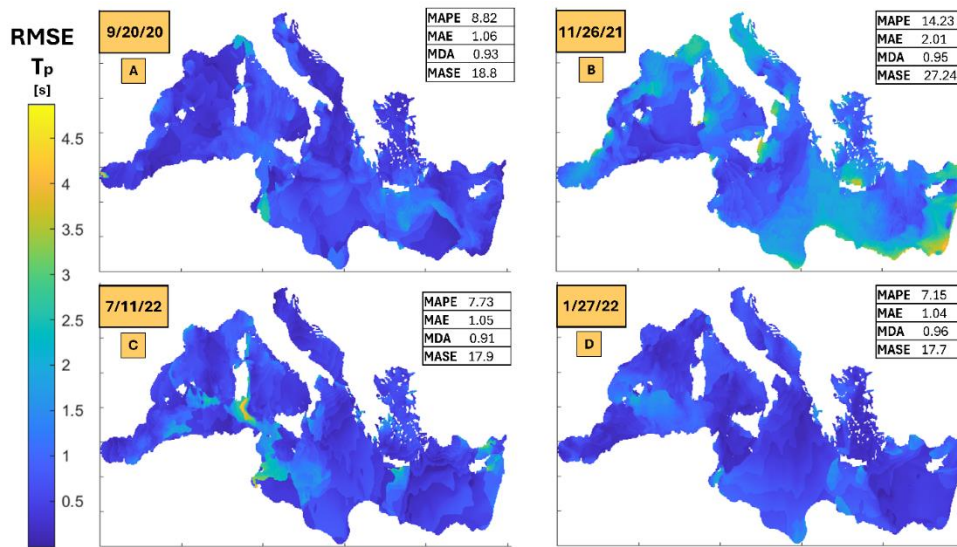 RMSE
Tp
[s]
4.5
4
3.5
3
2.5
2
1.5
1
0.5
9/20/20
A
MAPE 8.82
MAE 1.06
MDA 0.93
MASE 18.8
11/26/21
B
MAPE 14.23
MAE 2.01
MDA 0.95
MASE 27.24
7/11/22
C
MAPE 7.73
MAE 1.05
MDA 0.91
MASE 17.9
1/27/22
D
MAPE 7.15
MAE 1.04
MDA 0.96
MASE 17.7